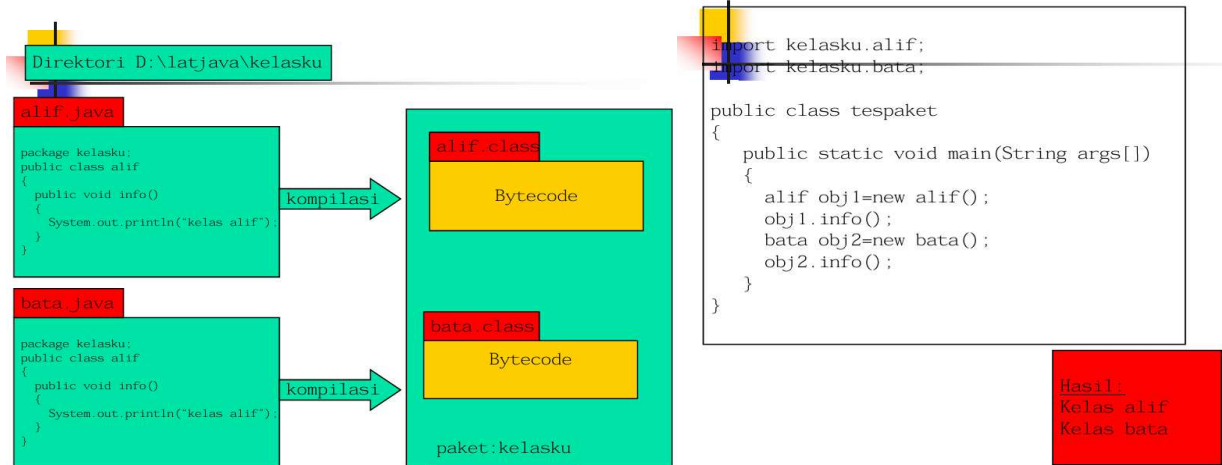 Direktori D:\latjava\kelasku
alif.java
package kelasku;
public class alif
{
public void info()
{
System.out.println("kelas alif");
}
}
kompilasi
alif.class
Bytecode
bata.java
package kelasku;
public class alif
{
public void info()
{
System.out.println("kelas alif");
}
}
kompilasi
bata.class
Bytecode
paket:kelasku
import kelasku.alif;
import kelasku.bata;
public class tespaket
{
public static void main(String args[])
{
alif obj1=new alif();
obj1.info();
bata obj2=new bata();
obj2.info();
}
}
Hasil:
Kelas alif
Kelas bata